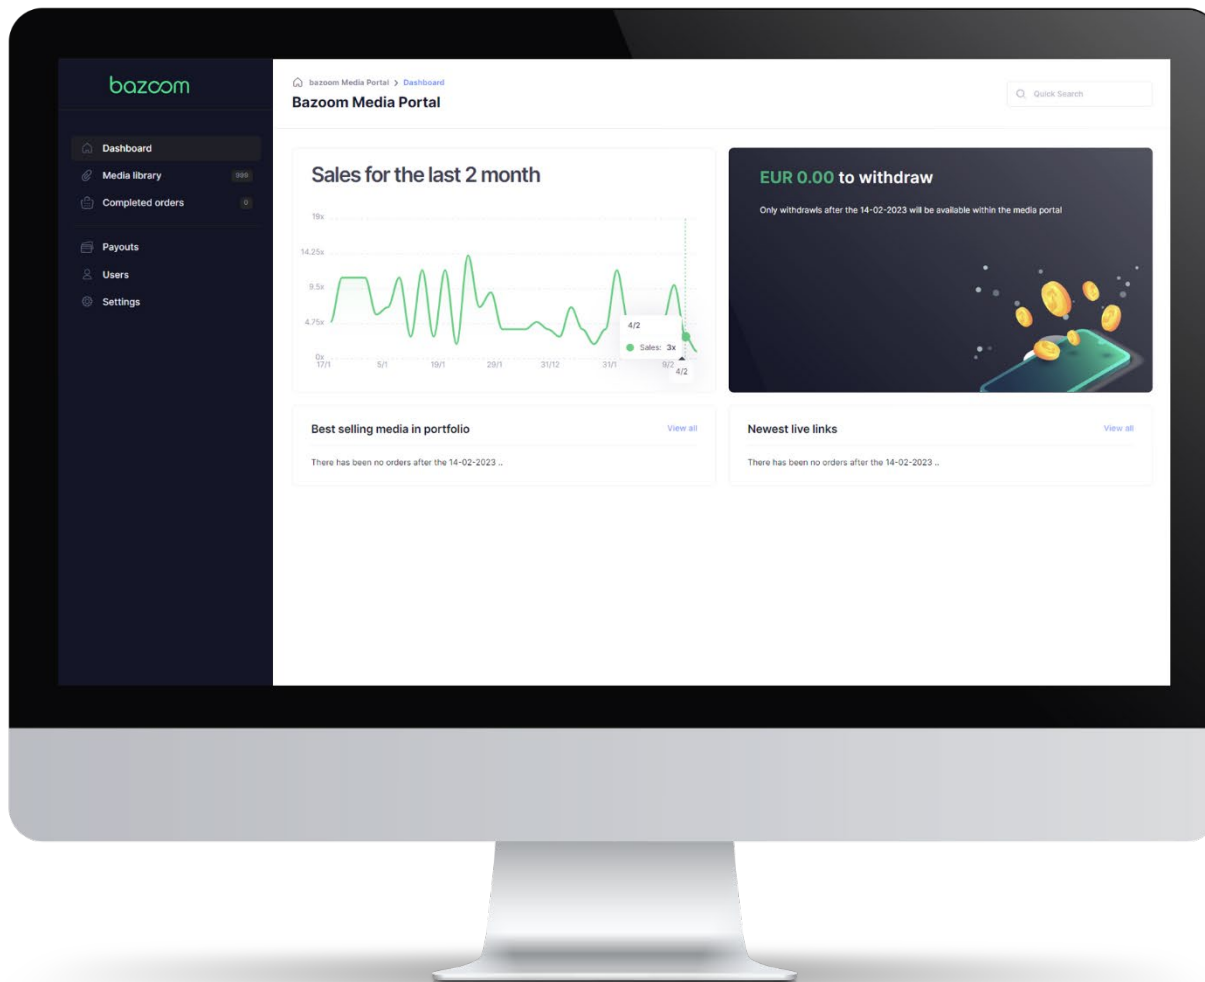 bazoom
Dashboard
Media library 999
Completed orders 0
Payouts
Users
Settings
bazoom Media Portal > Dashboard
Bazoom Media Portal
Quick Search
Sales for the last 2 month
19x
14.25x
9.5x
4.75x
0x
17/1 5/1 19/1 29/1 31/12 31/1 9/2
4/2
Sales: 3x
4/2
EUR 0.00 to withdraw
Only withdrawls after the 14-02-2023 will be available within the media portal
Best selling media in portfolio View all
There has been no orders after the 14-02-2023 ..
Newest live links View all
There has been no orders after the 14-02-2023 ..